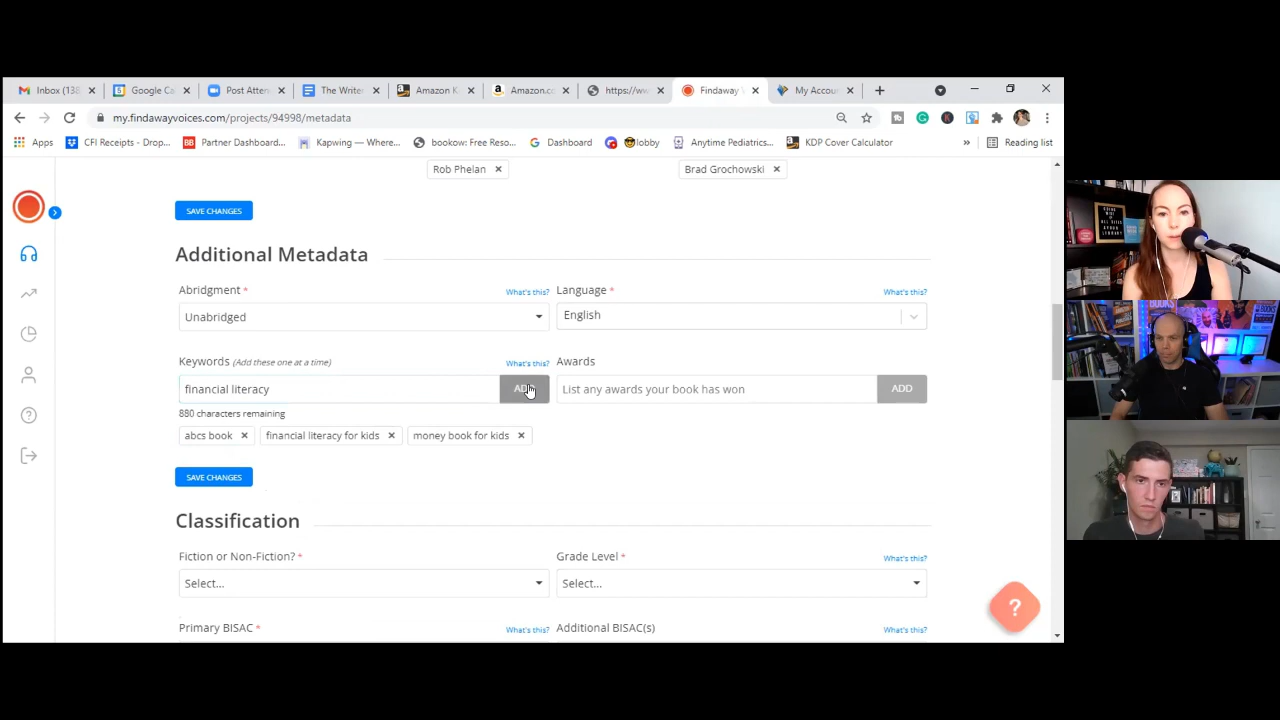 Inbox (138
Google Ca
Post Atten
The Writer
Amazon K
Amazon.co
https://ww
Findaway V
My Accou
my.findawayvoices.com/projects/94998/metadata
Apps
CFI Receipts - Drop...
Partner Dashboard...
Kapwing — Where...
bookow: Free Reso...
Dashboard
lobby
Anytime Pediatrics...
KDP Cover Calculator
»
Reading list
Rob Phelan ×
Brad Grochowski ×
SAVE CHANGES
Additional Metadata
Abridgment *
What's this?
Language *
What's this?
Unabridged
English
Keywords (Add these one at a time)
What's this?
Awards
financial literacy
ADD
List any awards your book has won
ADD
880 characters remaining
abcs book ×
financial literacy for kids ×
money book for kids ×
SAVE CHANGES
Classification
Fiction or Non-Fiction? *
Grade Level *
What's this?
Select...
Select...
Primary BISAC *
What's this?
Additional BISAC(s)
What's this?
?